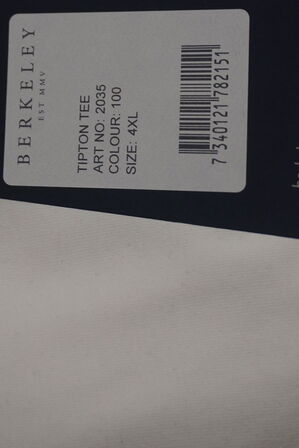 BERKELEY
EST MMV
TIPTON TEE
ART NO: 2035
COLOUR: 100
SIZE: 4XL
7 340121 782151